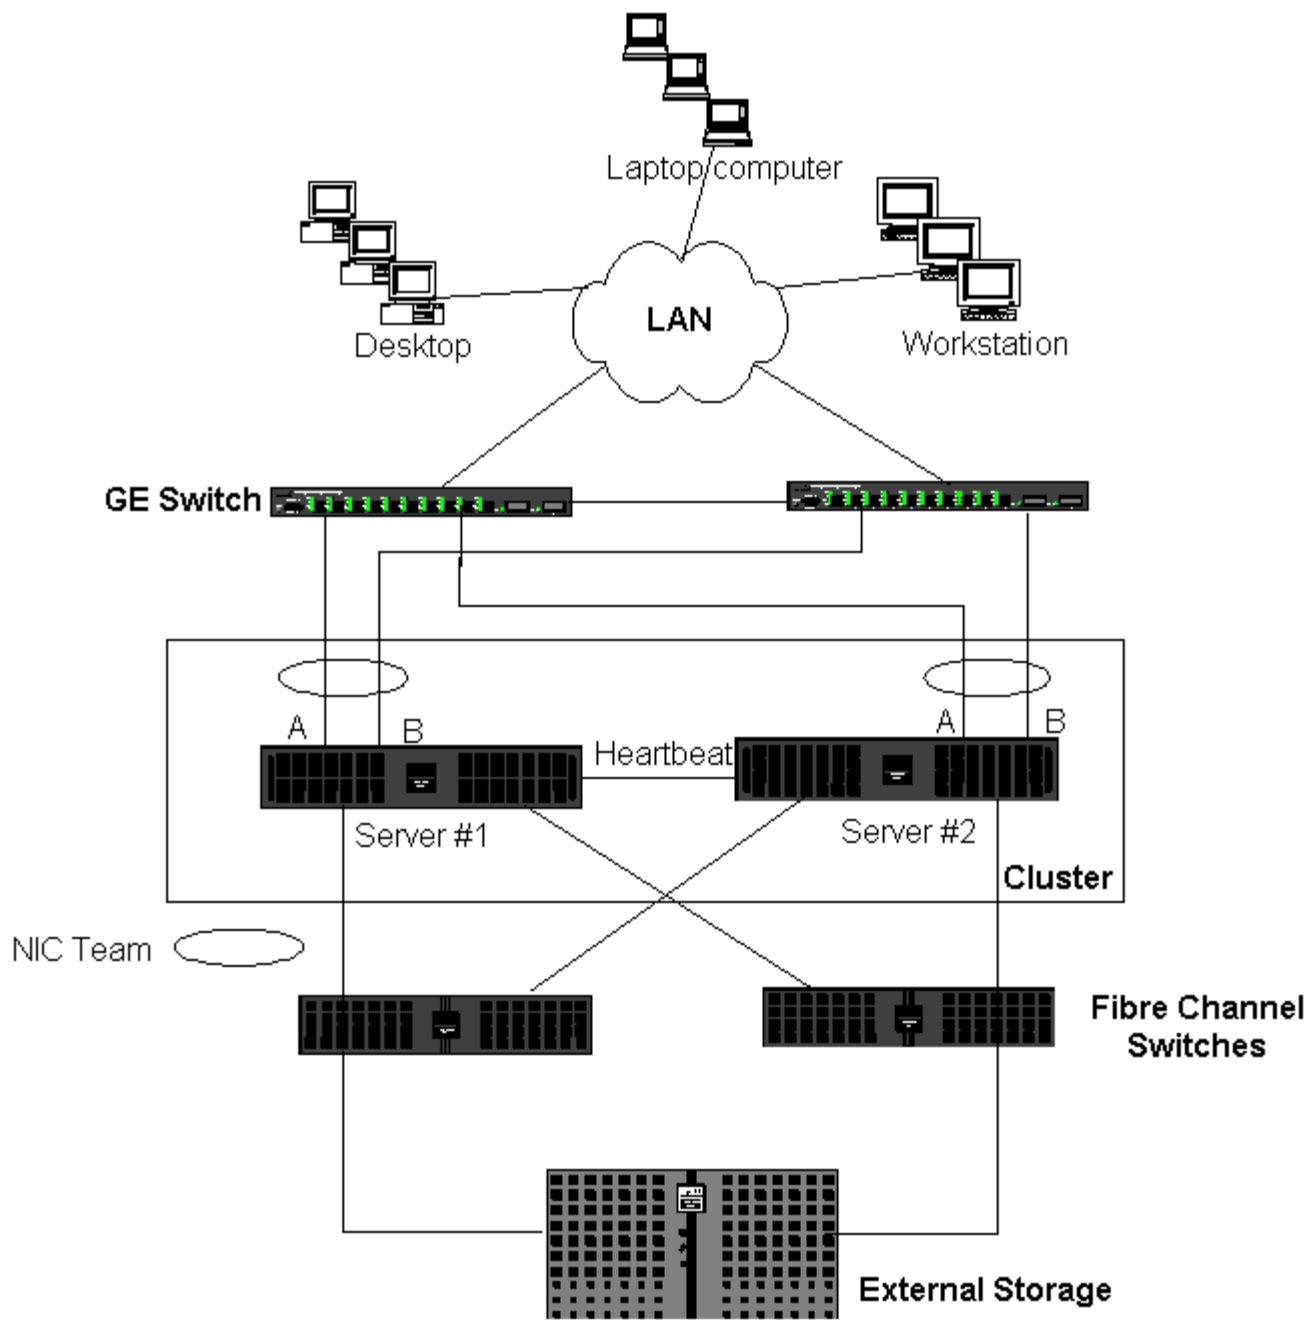 Laptop computer
LAN
Desktop
Workstation
GE Switch
A
B
A
B
Heartbeat
Server #1
Server #2
Cluster
NIC Team
Fibre Channel
Switches
External Storage